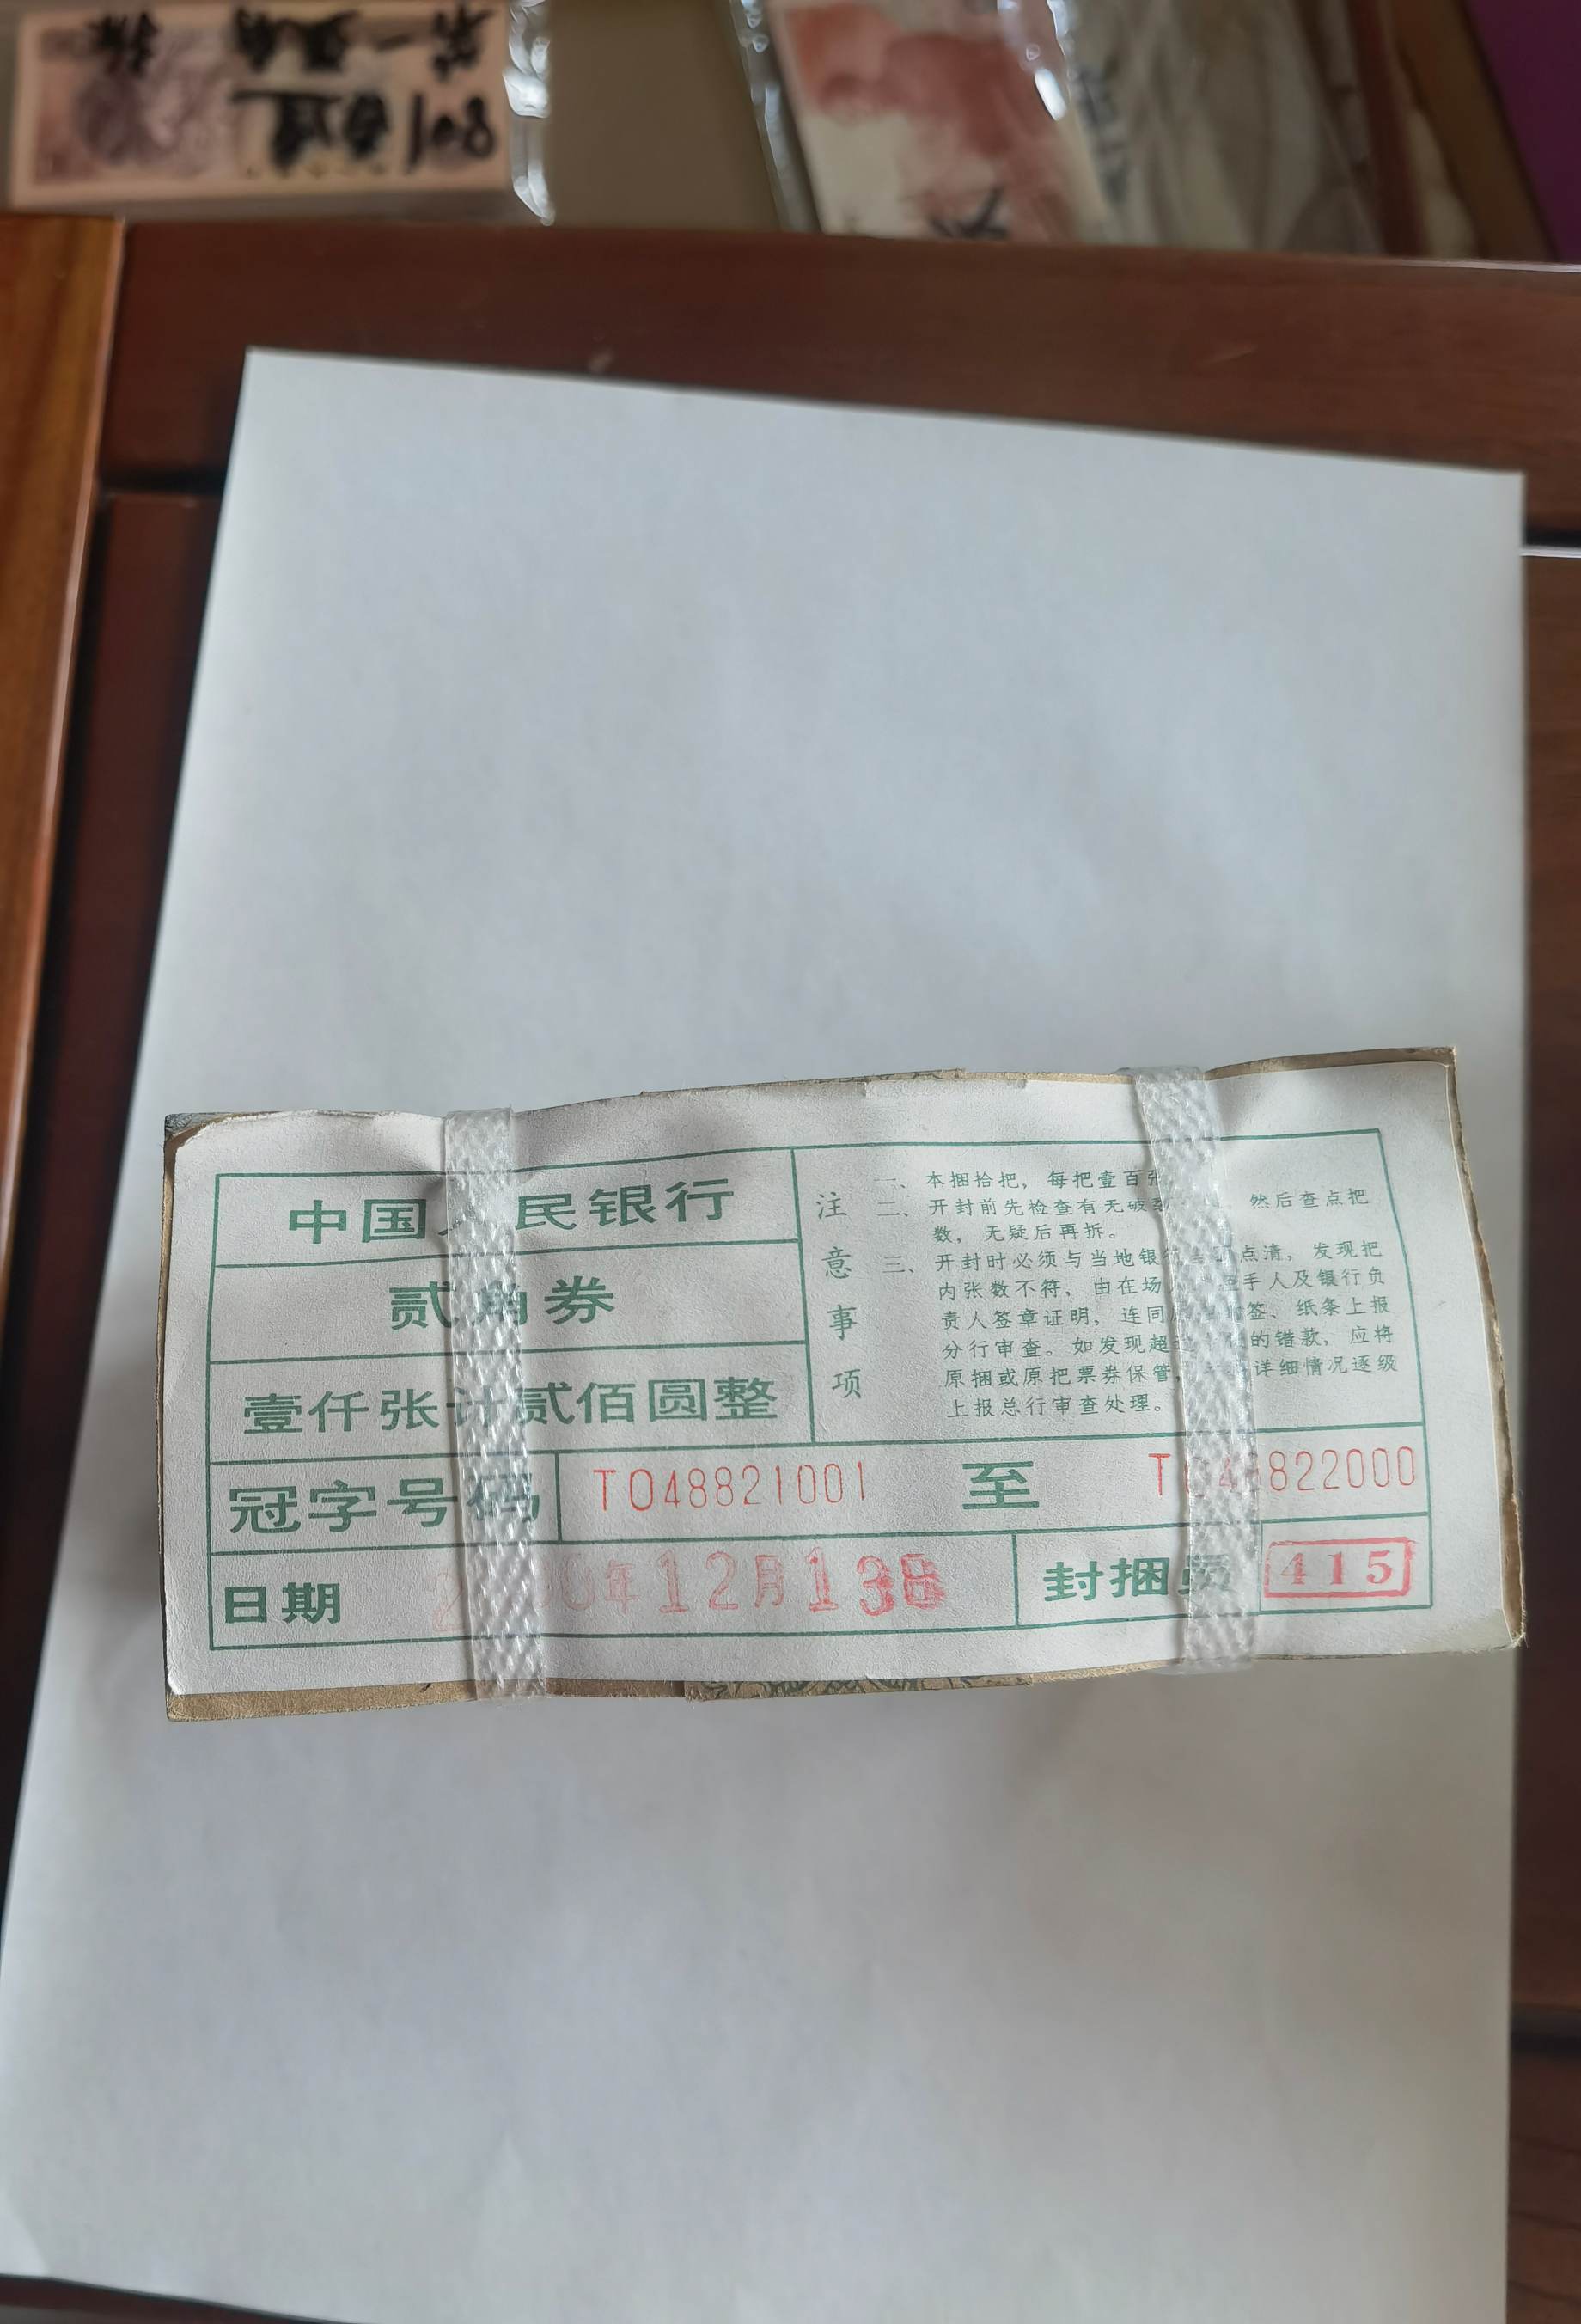 中国 民银行
贰角券
壹仟张计贰佰圆整
注意事项
一、本捆拾把，每把壹百张
二、开封前先检查有无破 然后查点把
数，无疑后再拆。
三、开封时必须与当地银 点清，发现把
内张数不符，由在场 手人及银行负
责人签章证明，连同 签、纸条上报
分行审查。如发现超 的错款，应将
原捆或原把票券保管， 详细情况逐级
上报总行审查处理。
冠字号码 T048821001 至 T 822000
日期 年12月13日 封捆员 415